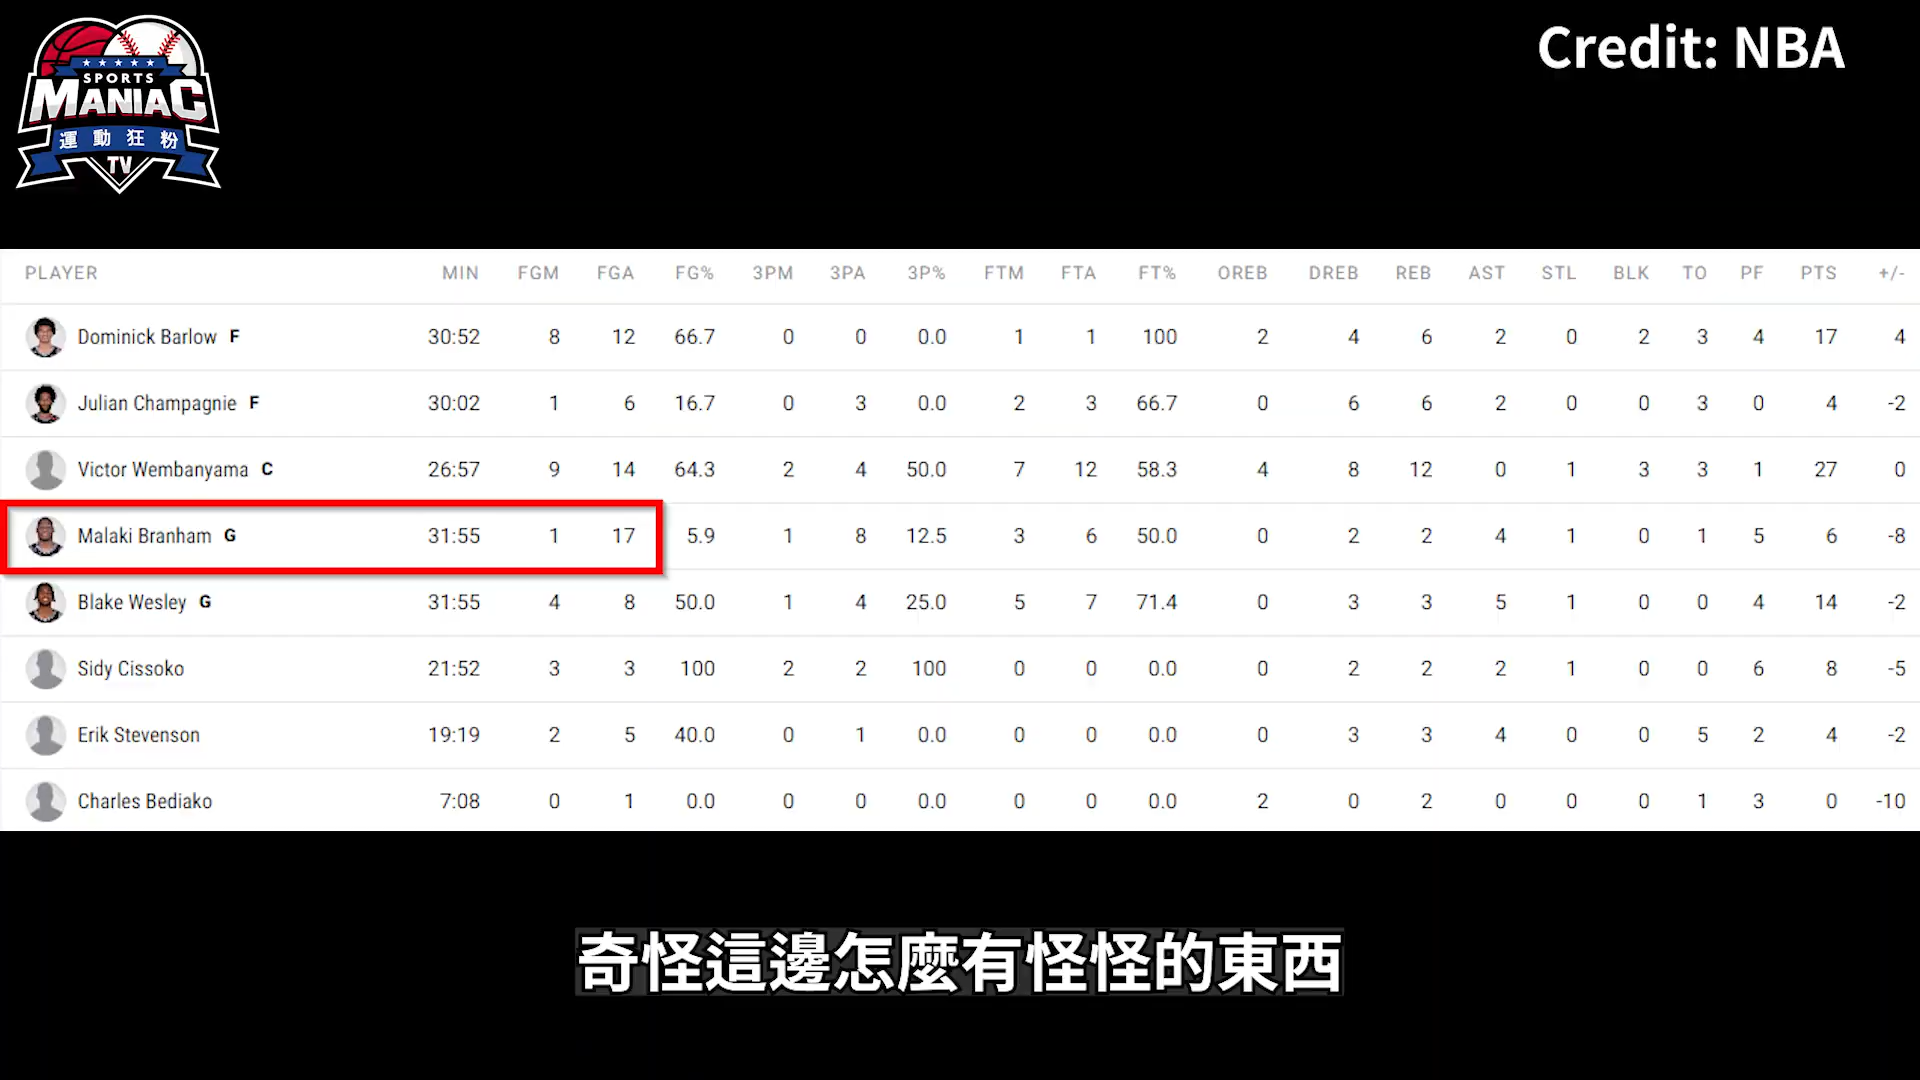 SPORTS
MANIAC
運動狂粉
TV
Credit: NBA
PLAYER MIN FGM FGA FG% 3PM 3PA 3P% FTM FTA FT% OREB DREB REB AST STL BLK TO PF PTS +/-
Dominick Barlow F 30:52 8 12 66.7 0 0 0.0 1 1 100 2 4 6 2 0 2 3 4 17 4
Julian Champagnie F 30:02 1 6 16.7 0 3 0.0 2 3 66.7 0 6 6 2 0 0 3 0 4 -2
Victor Wembanyama C 26:57 9 14 64.3 2 4 50.0 7 12 58.3 4 8 12 0 1 3 3 1 27 0
Malaki Branham G 31:55 1 17 5.9 1 8 12.5 3 6 50.0 0 2 2 4 1 0 1 5 6 -8
Blake Wesley G 31:55 4 8 50.0 1 4 25.0 5 7 71.4 0 3 3 5 1 0 0 4 14 -2
Sidy Cissoko 21:52 3 3 100 2 2 100 0 0 0.0 0 2 2 2 1 0 0 6 8 -5
Erik Stevenson 19:19 2 5 40.0 0 1 0.0 0 0 0.0 0 3 3 4 0 0 5 2 4 -2
Charles Bediako 7:08 0 1 0.0 0 0 0.0 0 0 0.0 2 0 2 0 0 0 1 3 0 -10
奇怪這邊怎麼有怪怪的東西